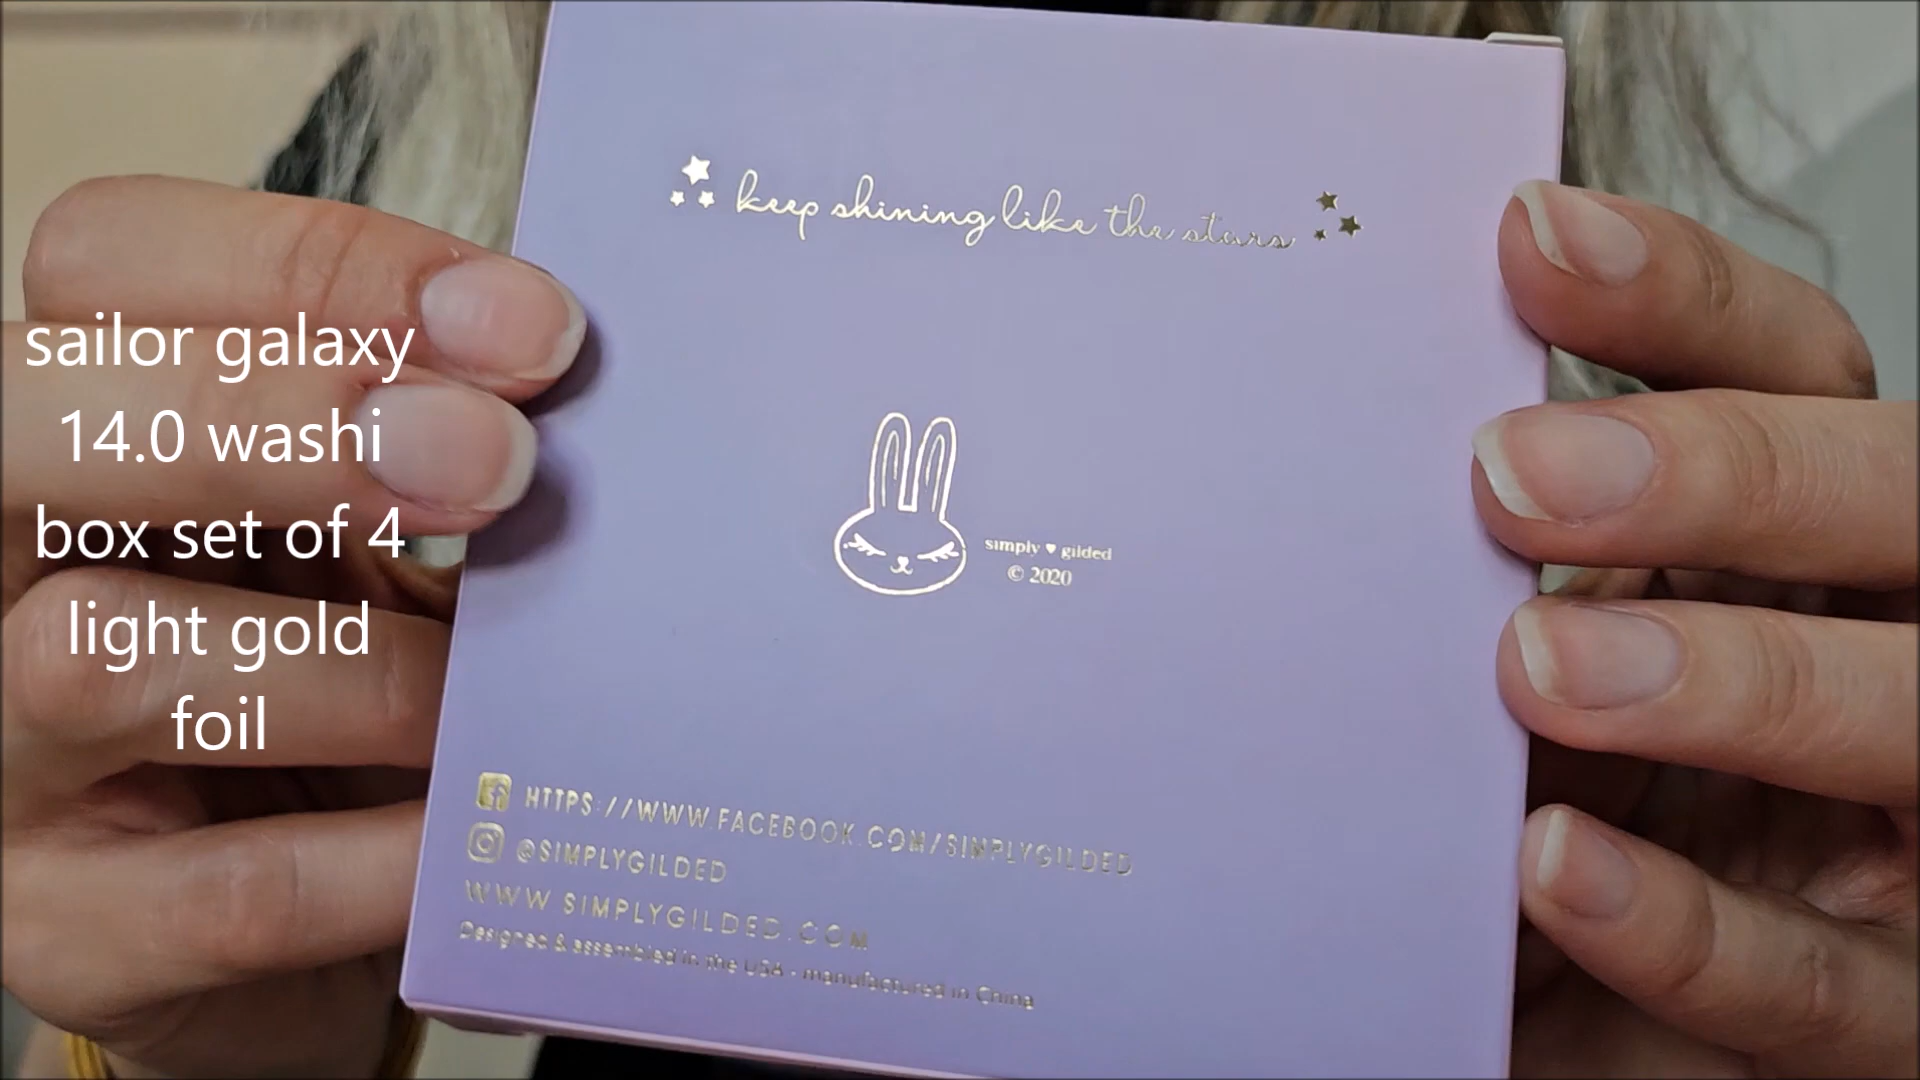 keep shining like the stars
sailor galaxy
14.0 washi
box set of 4
light gold
foil
simply ♥ gilded
© 2020
HTTPS://WWW.FACEBOOK.COM/SIMPLYGILDED
@SIMPLYGILDED
WWW.SIMPLYGILDED.COM
Designed & assembled in the USA - manufactured in China